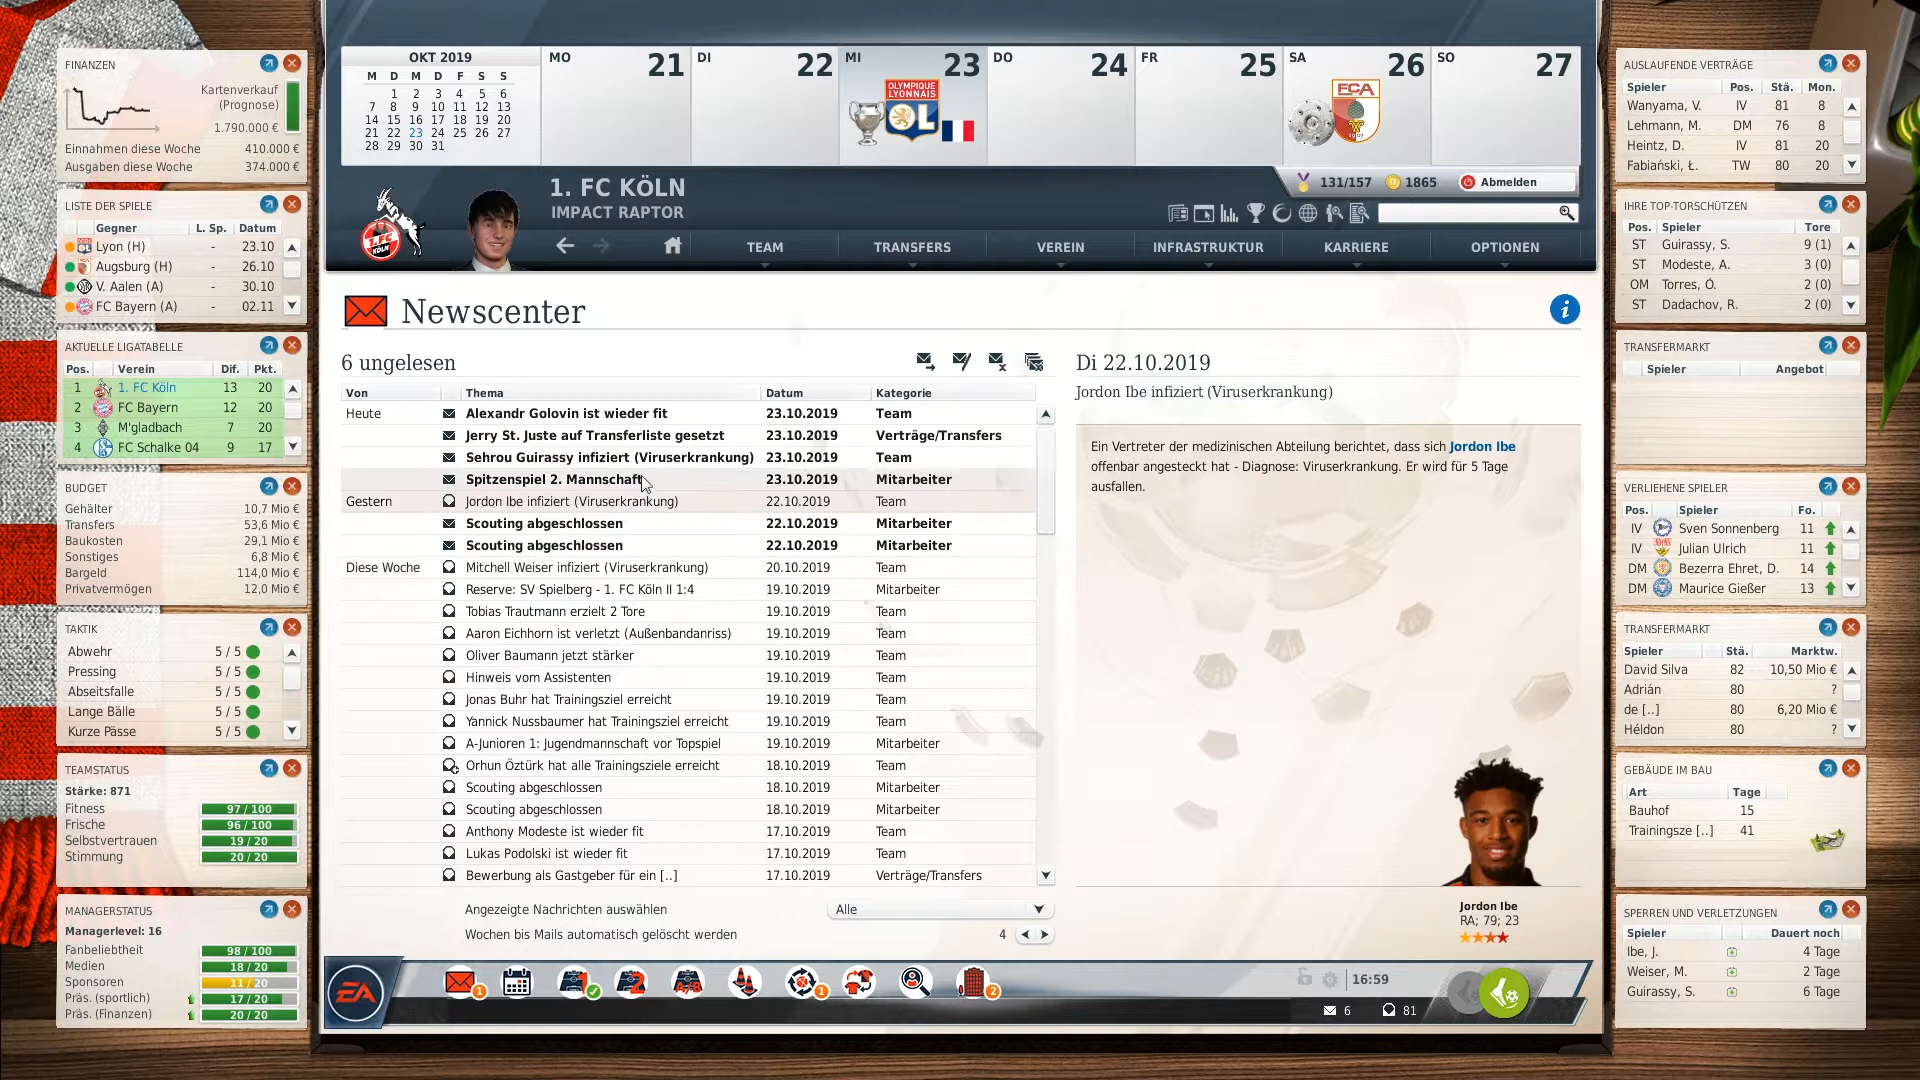 FINANZEN
Kartenverkauf
(Prognose)
1.790.000 €
Einnahmen diese Woche 410.000 €
Ausgaben diese Woche 374.000 €
LISTE DER SPIELE
Gegner L. Sp. Datum
Lyon (H) - 23.10
Augsburg (H) - 26.10
V. Aalen (A) - 30.10
FC Bayern (A) - 02.11
AKTUELLE LIGATABELLE
Pos. Verein Dif. Pkt.
1 1. FC Köln 13 20
2 FC Bayern 12 20
3 M'gladbach 7 20
4 FC Schalke 04 9 17
BUDGET
Gehälter 10,7 Mio €
Transfers 53,6 Mio €
Baukosten 29,1 Mio €
Sonstiges 6,8 Mio €
Bargeld 114,0 Mio €
Privatvermögen 12,0 Mio €
TAKTIK
Abwehr 5 / 5
Pressing 5 / 5
Abseitsfalle 5 / 5
Lange Bälle 5 / 5
Kurze Pässe 5 / 5
TEAMSTATUS
Stärke: 871
Fitness 97 / 100
Frische 96 / 100
Selbstvertrauen 19 / 20
Stimmung 20 / 20
MANAGERSTATUS
Managerlevel: 16
Fanbeliebtheit 98 / 100
Medien 18 / 20
Sponsoren 11 / 20
Präs. (sportlich) 17 / 20
Präs. (Finanzen) 20 / 20
OKT 2019
M D M D F S S
1 2 3 4 5 6
7 8 9 10 11 12 13
14 15 16 17 18 19 20
21 22 23 24 25 26 27
28 29 30 31
MO 21 DI 22 MI 23 DO 24 FR 25 SA 26 SO 27
OLYMPIQUE
LYONNAIS
OL
FCA
1907
131/157 1865 Abmelden
1. FC KÖLN
IMPACT RAPTOR
1.FC
KÖLN
TEAM TRANSFERS VEREIN INFRASTRUKTUR KARRIERE OPTIONEN
Newscenter
6 ungelesen
Von Thema Datum Kategorie
Heute Alexandr Golovin ist wieder fit 23.10.2019 Team
Jerry St. Juste auf Transferliste gesetzt 23.10.2019 Verträge/Transfers
Sehrou Guirassy infiziert (Viruserkrankung) 23.10.2019 Team
Spitzenspiel 2. Mannschaft 23.10.2019 Mitarbeiter
Gestern Jordon Ibe infiziert (Viruserkrankung) 22.10.2019 Team
Scouting abgeschlossen 22.10.2019 Mitarbeiter
Scouting abgeschlossen 22.10.2019 Mitarbeiter
Diese Woche Mitchell Weiser infiziert (Viruserkrankung) 20.10.2019 Team
Reserve: SV Spielberg - 1. FC Köln II 1:4 19.10.2019 Mitarbeiter
Tobias Trautmann erzielt 2 Tore 19.10.2019 Team
Aaron Eichhorn ist verletzt (Außenbandanriss) 19.10.2019 Team
Oliver Baumann jetzt stärker 19.10.2019 Team
Hinweis vom Assistenten 19.10.2019 Team
Jonas Buhr hat Trainingsziel erreicht 19.10.2019 Team
Yannick Nussbaumer hat Trainingsziel erreicht 19.10.2019 Team
A-Junioren 1: Jugendmannschaft vor Topspiel 19.10.2019 Mitarbeiter
Orhun Öztürk hat alle Trainingsziele erreicht 18.10.2019 Team
Scouting abgeschlossen 18.10.2019 Mitarbeiter
Scouting abgeschlossen 18.10.2019 Mitarbeiter
Anthony Modeste ist wieder fit 17.10.2019 Team
Lukas Podolski ist wieder fit 17.10.2019 Team
Bewerbung als Gastgeber für ein [..] 17.10.2019 Verträge/Transfers
Angezeigte Nachrichten auswählen Alle
Wochen bis Mails automatisch gelöscht werden 4
Di 22.10.2019
Jordon Ibe infiziert (Viruserkrankung)
Ein Vertreter der medizinischen Abteilung berichtet, dass sich Jordon Ibe
offenbar angesteckt hat - Diagnose: Viruserkrankung. Er wird für 5 Tage
ausfallen.
Jordon Ibe
RA; 79; 23
EA
1
1
2
A/B
1
2
16:59
6 81
AUSLAUFENDE VERTRÄGE
Spieler Pos. Stä. Mon.
Wanyama, V. IV 81 8
Lehmann, M. DM 76 8
Heintz, D. IV 81 20
Fabiański, Ł. TW 80 20
IHRE TOP-TORSCHÜTZEN
Pos. Spieler Tore
ST Guirassy, S. 9 (1)
ST Modeste, A. 3 (0)
OM Torres, Ó. 2 (0)
ST Dadachov, R. 2 (0)
TRANSFERMARKT
Spieler Angebot
VERLIEHENE SPIELER
Pos. Spieler Fo.
IV Sven Sonnenberg 11
IV Julian Ulrich 11
DM Bezerra Ehret, D. 14
DM Maurice Gießer 13
TRANSFERMARKT
Spieler Stä. Marktw.
David Silva 82 10,50 Mio €
Adrián 80 ?
de [..] 80 6,20 Mio €
Héldon 80 ?
GEBÄUDE IM BAU
Art Tage
Bauhof 15
Trainingsze [..] 41
SPERREN UND VERLETZUNGEN
Spieler Dauert noch
Ibe, J. 4 Tage
Weiser, M. 2 Tage
Guirassy, S. 6 Tage